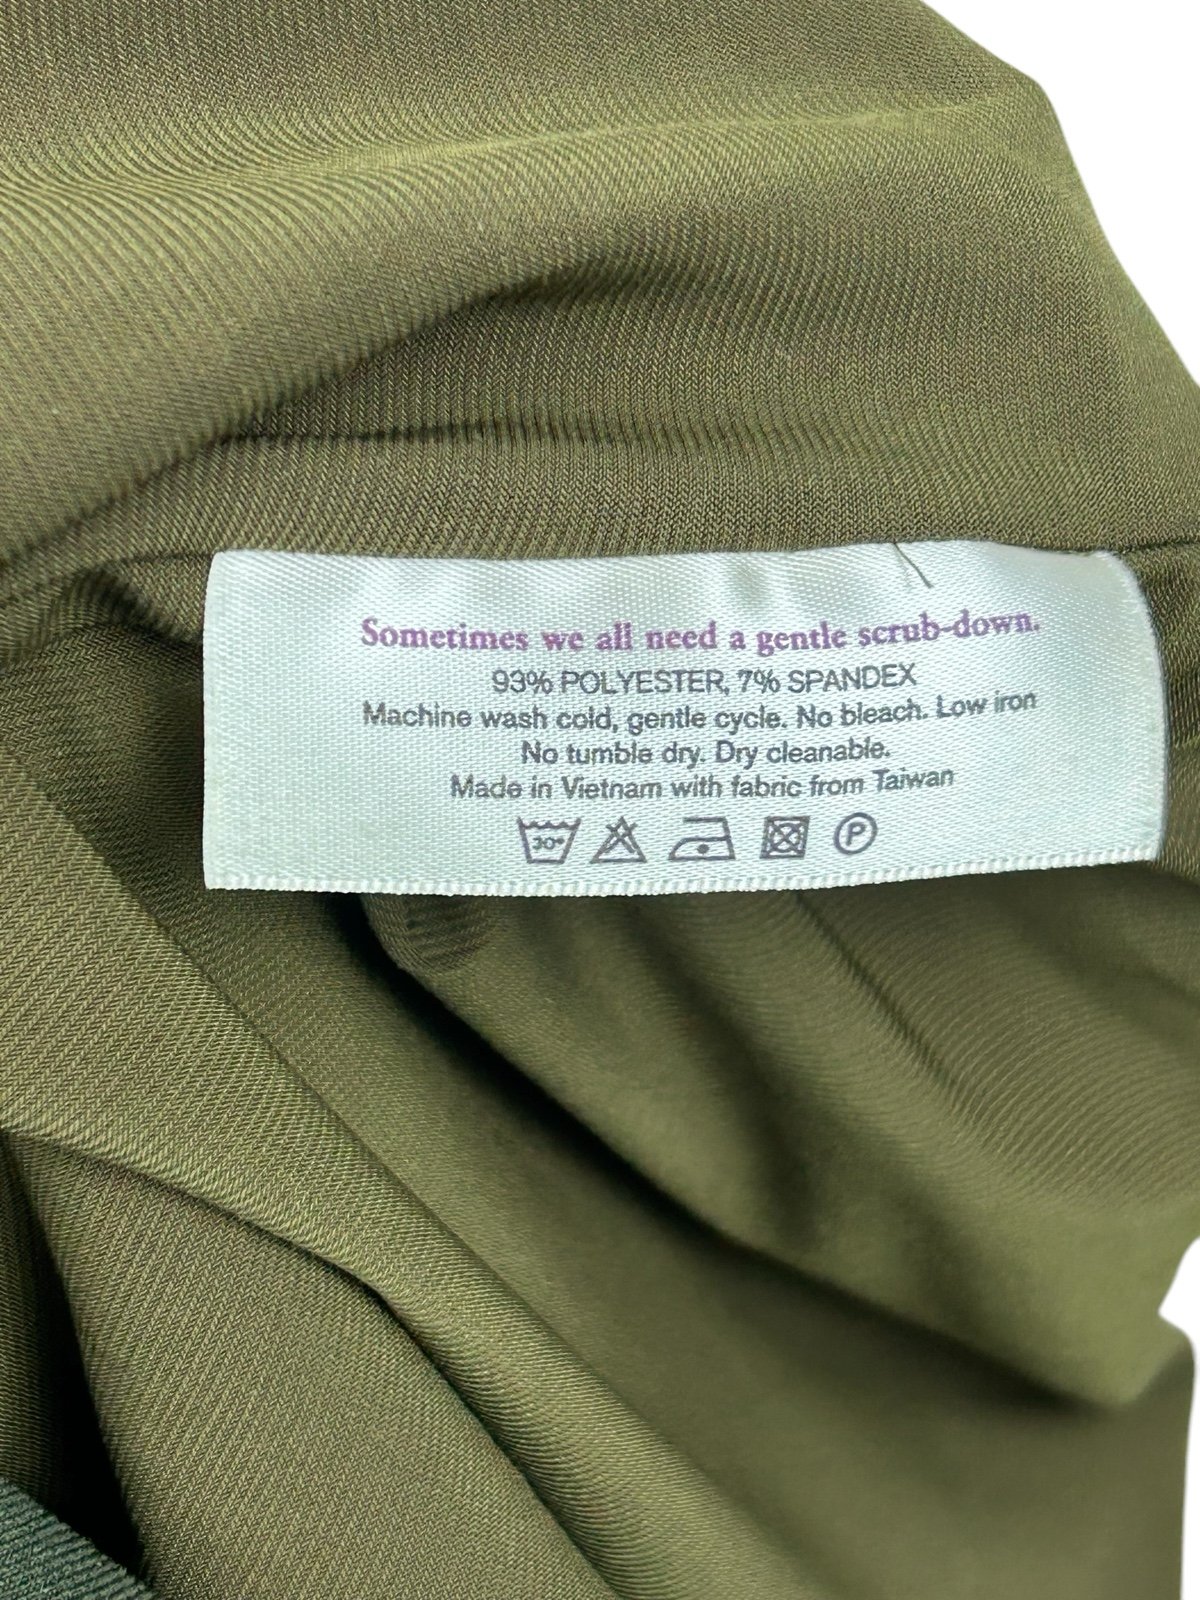 Sometimes we all need a gentle scrub-down.
93% POLYESTER, 7% SPANDEX
Machine wash cold, gentle cycle. No bleach. Low iron
No tumble dry. Dry cleanable.
Made in Vietnam with fabric from Taiwan
30° P